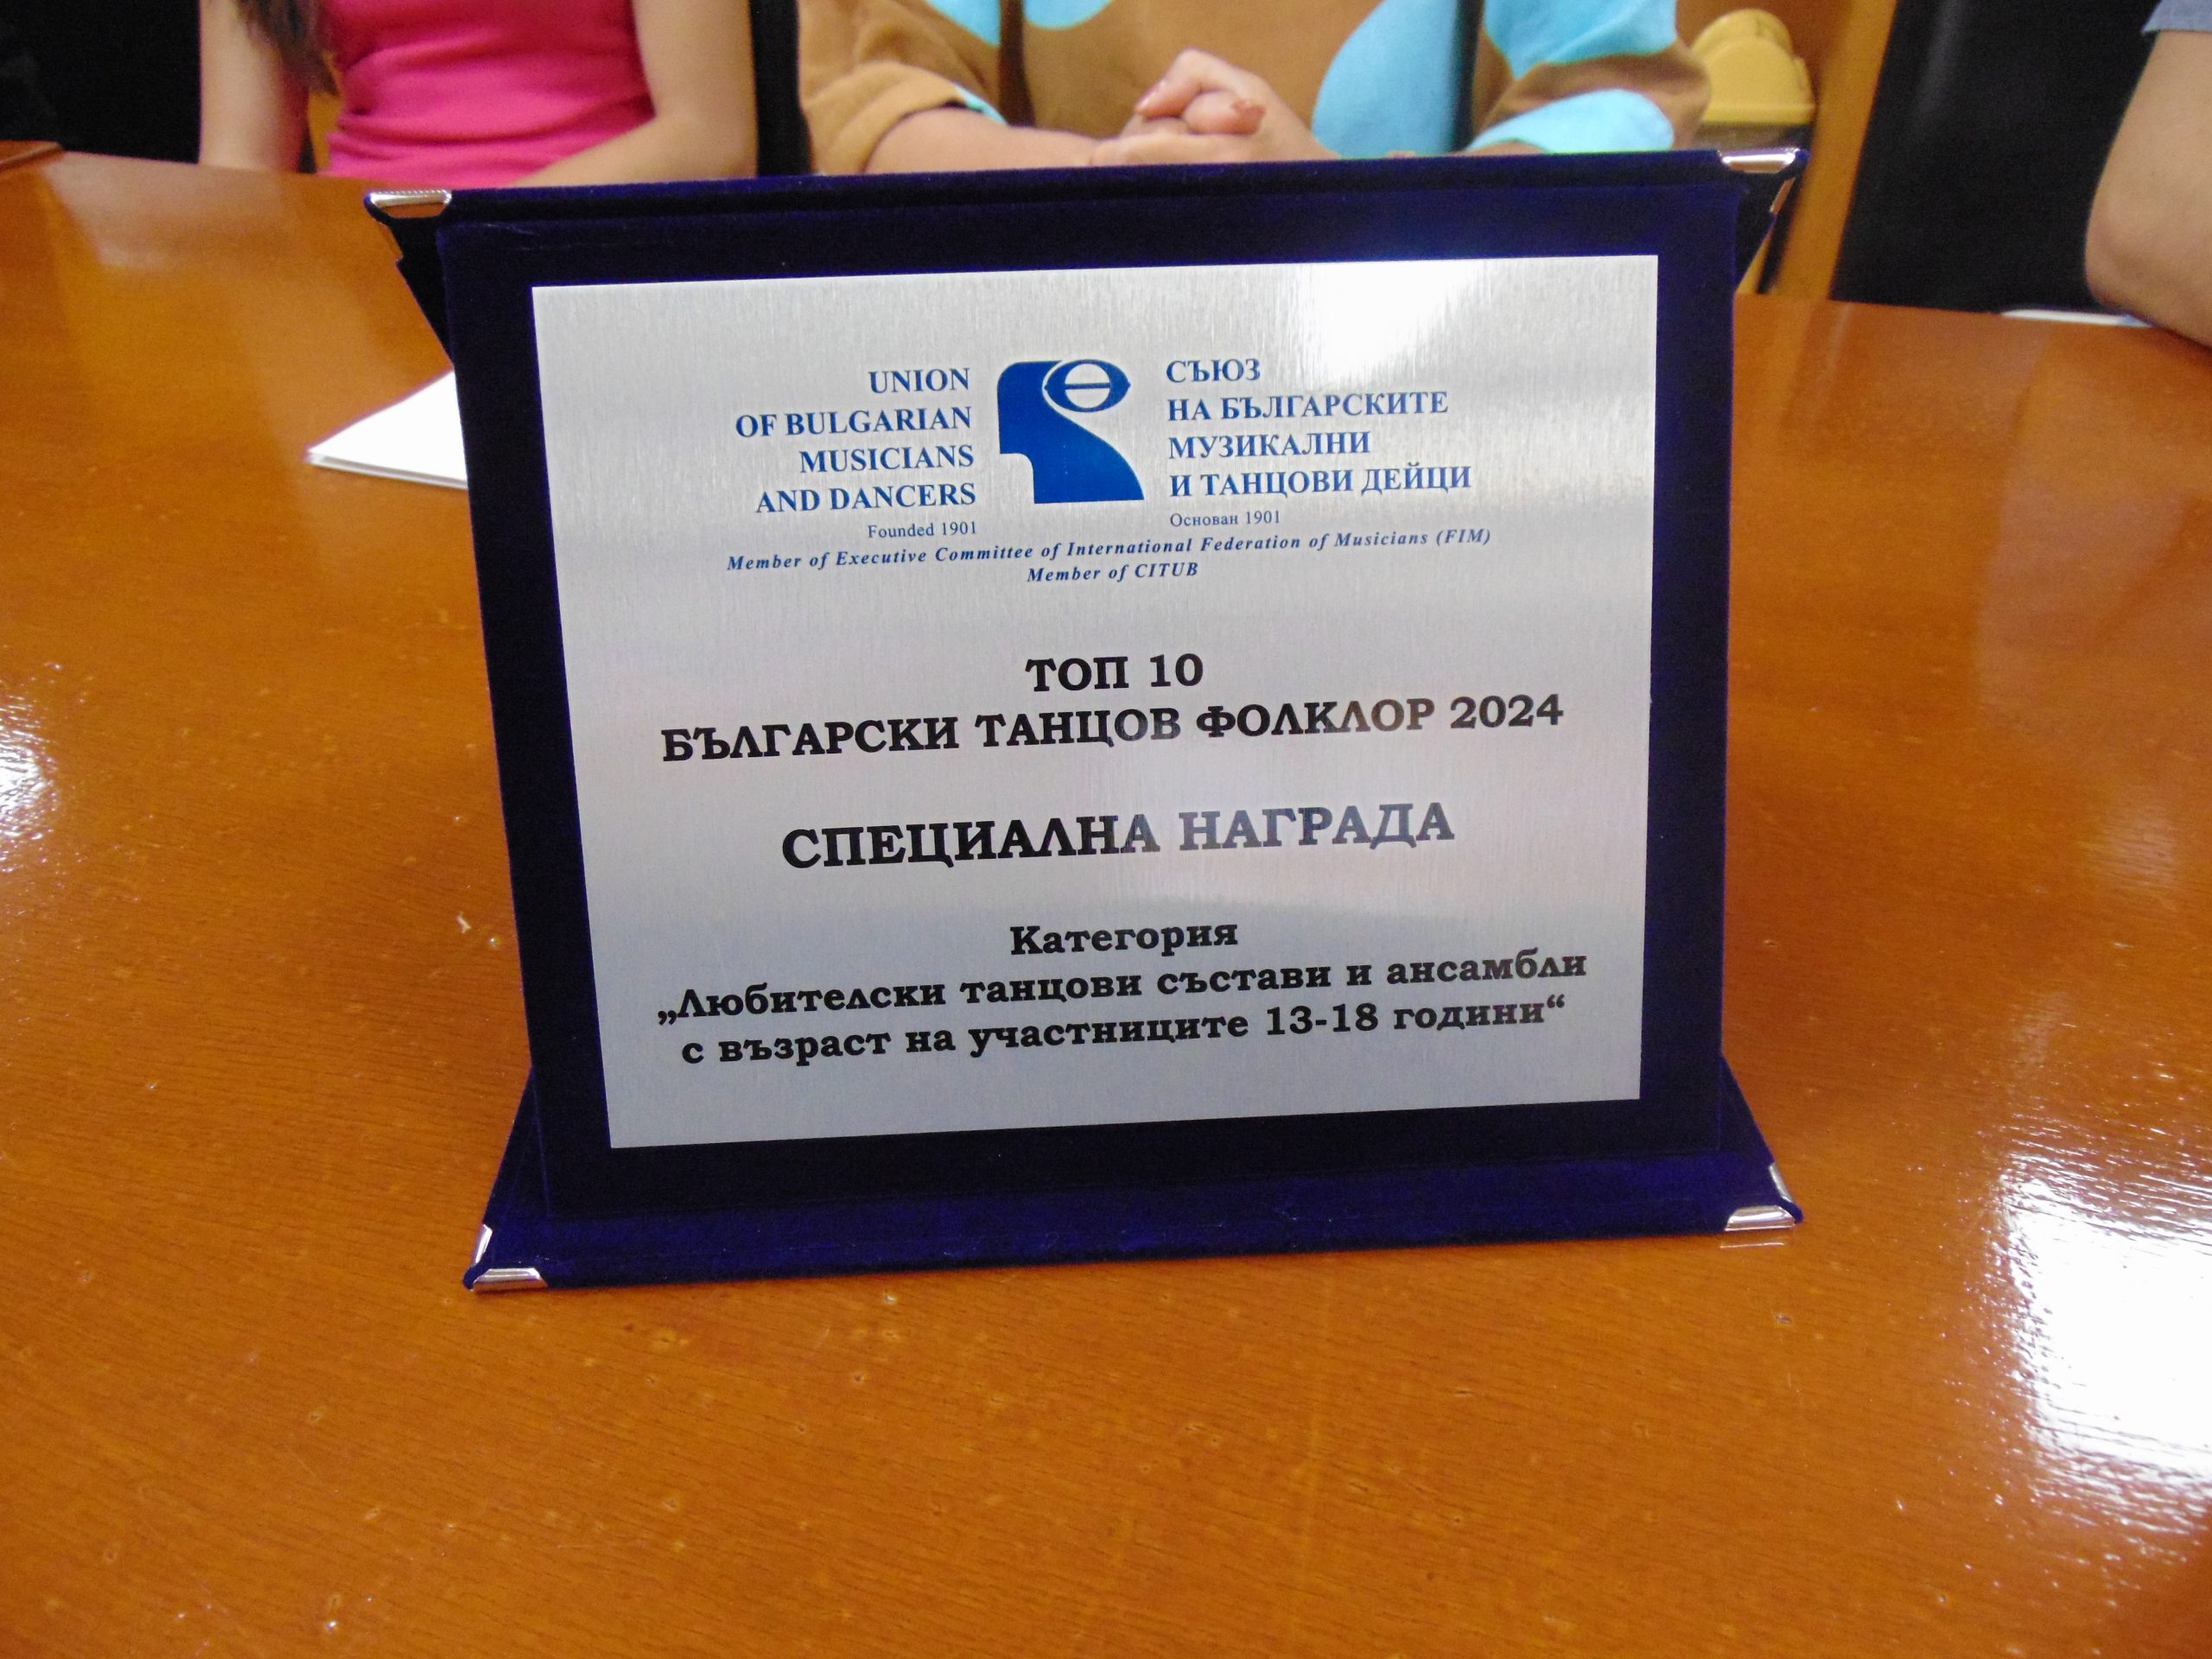 UNION
OF BULGARIAN
MUSICIANS
AND DANCERS
Founded 1901
СЪЮЗ
НА БЪЛГАРСКИТЕ
МУЗИКАЛНИ
И ТАНЦОВИ ДЕЙЦИ
Основан 1901
Member of Executive Committee of International Federation of Musicians (FIM)
Member of CITUB
ТОП 10
БЪЛГАРСКИ ТАНЦОВ ФОЛКЛОР 2024
СПЕЦИАЛНА НАГРАДА
Категория
„Любителски танцови състави и ансамбли
с възраст на участниците 13-18 години“